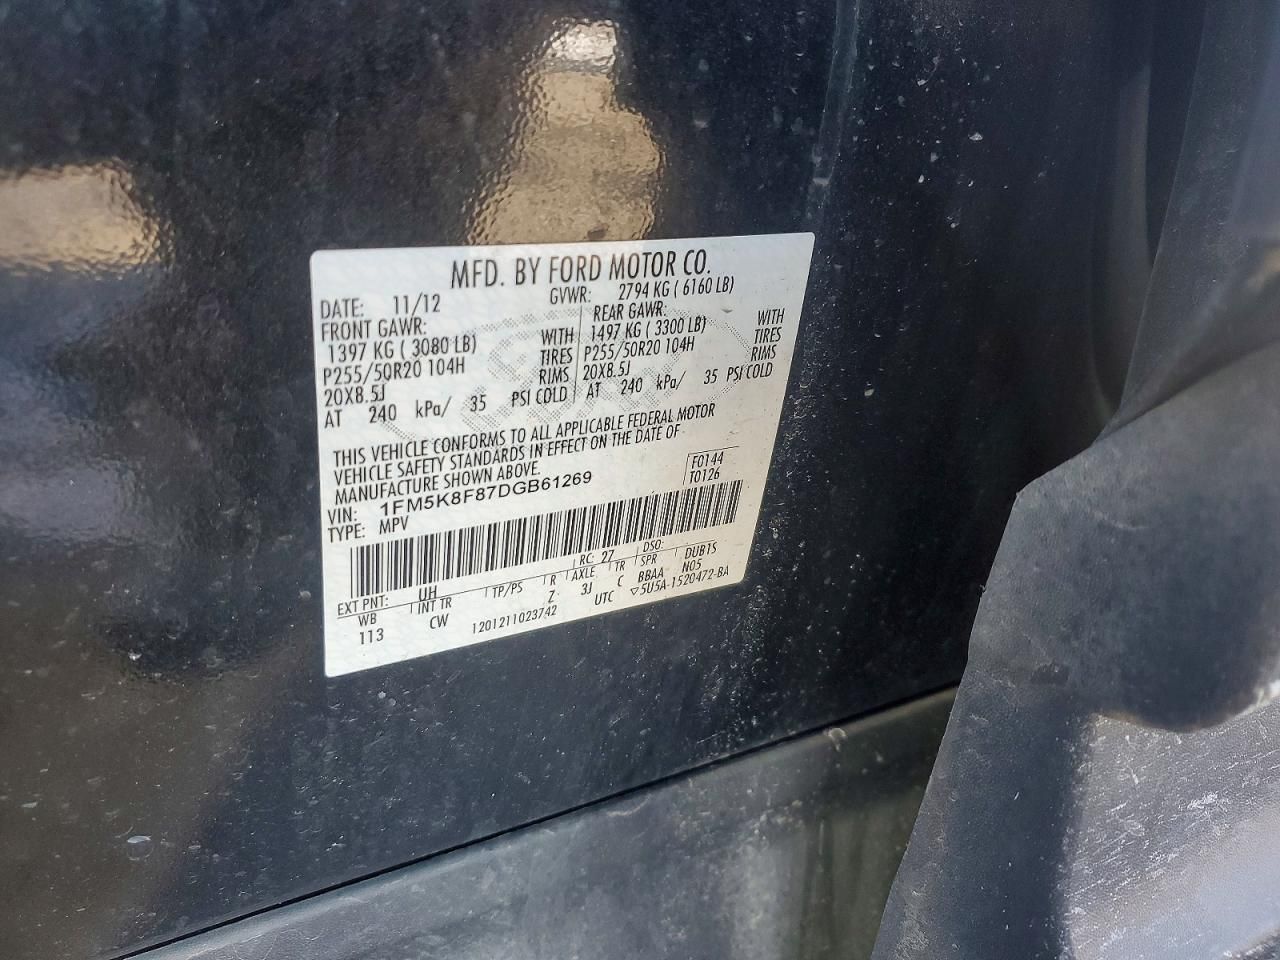 MFD. BY FORD MOTOR CO.
DATE: 11/12 GVWR: 2794 KG ( 6160 LB)
FRONT GAWR: REAR GAWR:
1397 KG ( 3080 LB) WITH 1497 KG ( 3300 LB) WITH
P255/50R20 104H TIRES P255/50R20 104H TIRES
20X8.5J RIMS 20X8.5J RIMS
AT 240 kPa/ 35 PSI COLD AT 240 kPa/ 35 PSI COLD
THIS VEHICLE CONFORMS TO ALL APPLICABLE FEDERAL MOTOR
VEHICLE SAFETY STANDARDS IN EFFECT ON THE DATE OF
MANUFACTURE SHOWN ABOVE. F0144
VIN: 1FM5K8F87DGB61269 T0126
TYPE: MPV
EXT PNT: UH RC: 27 DSO:
WB INT TR TP/PS R AXLE TR SPR DUB1S
113 CW Z 3J C BBAA N05
1201211023742 UTC ▽5U5A-1520472-BA